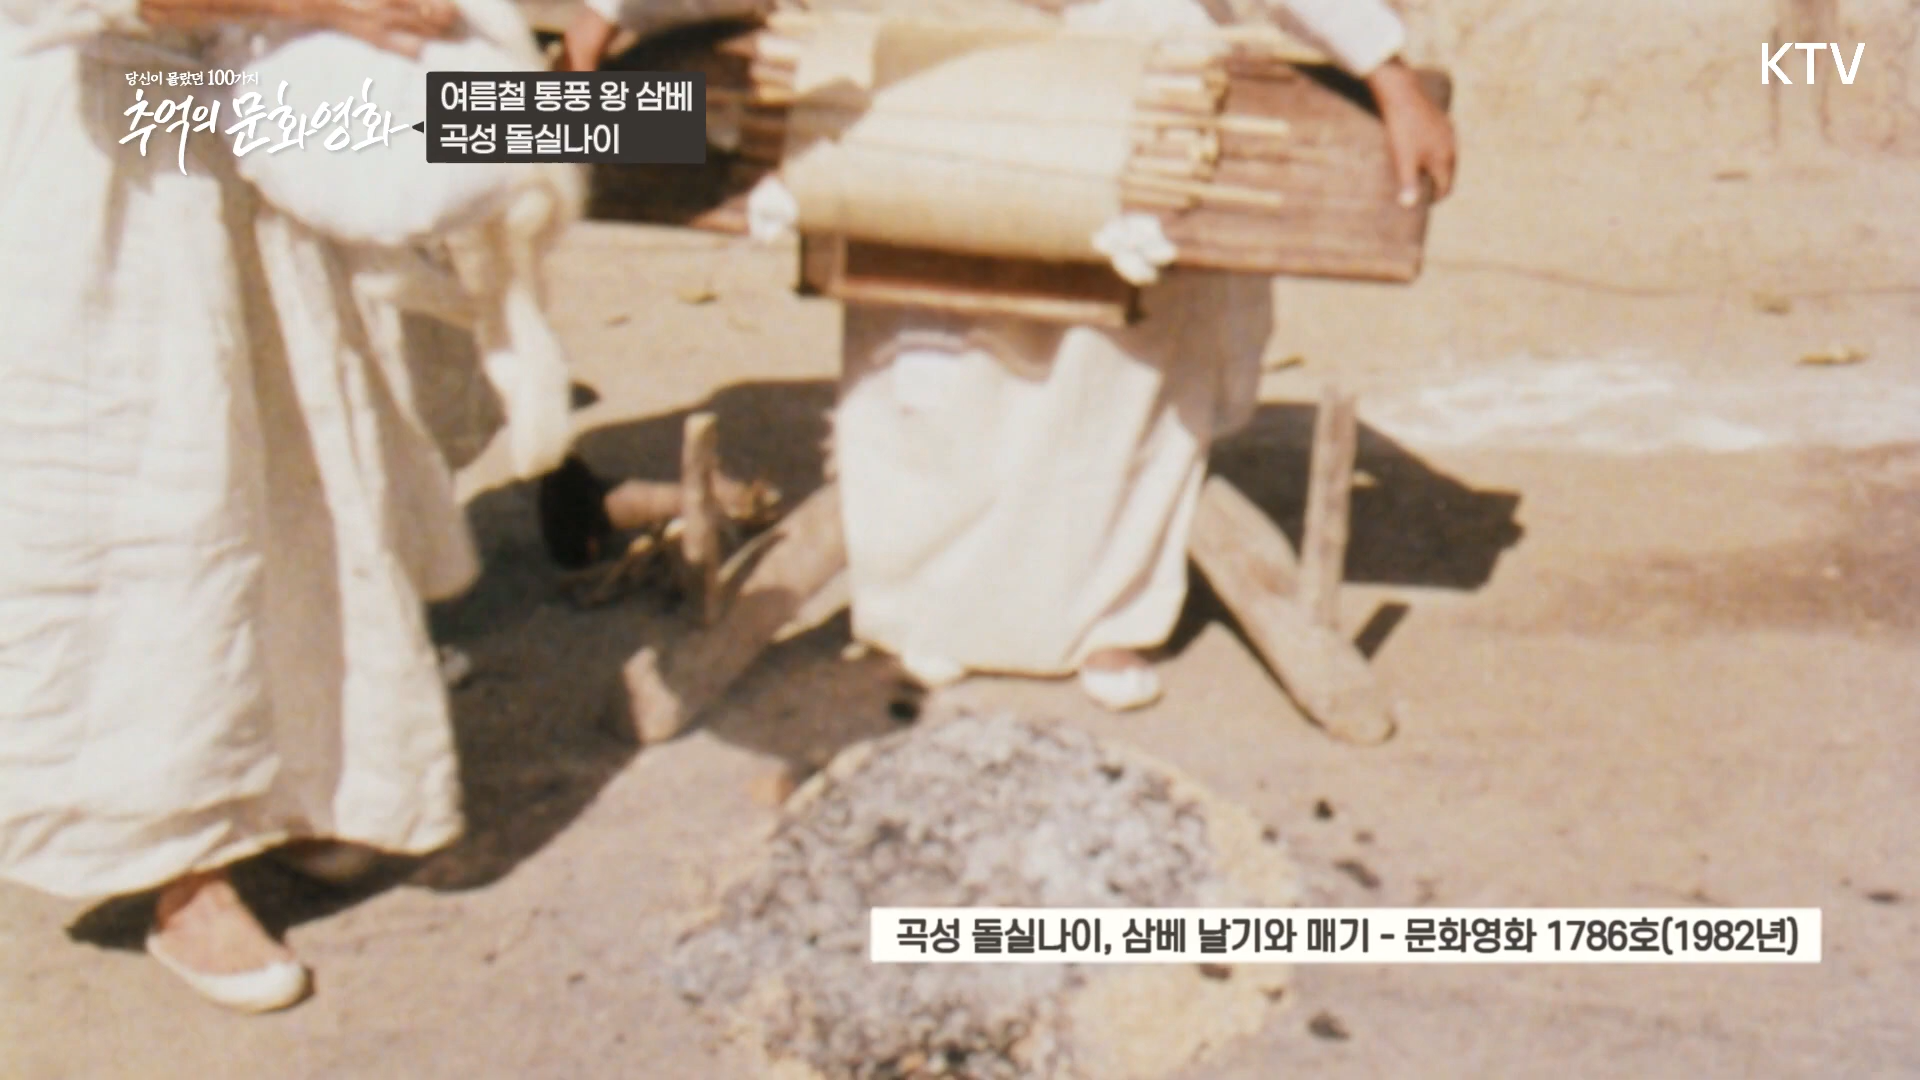 당신이 몰랐던 100가지
추억의 문화영화
여름철 통풍 왕 삼베
곡성 돌실나이
KTV
곡성 돌실나이, 삼베 날기와 매기 - 문화영화 1786호(1982년)